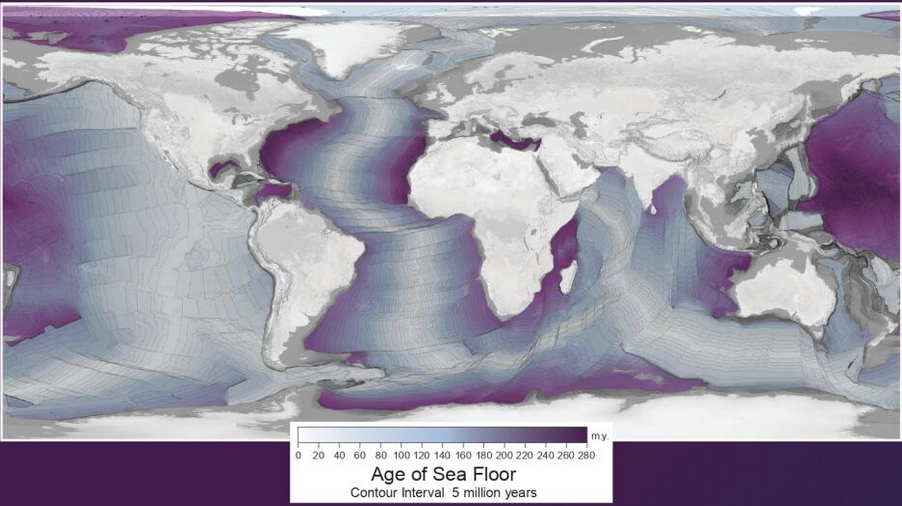 m.y.
0 20 40 60 80 100 120 140 160 180 200 220 240 260 280
Age of Sea Floor
Contour Interval 5 million years